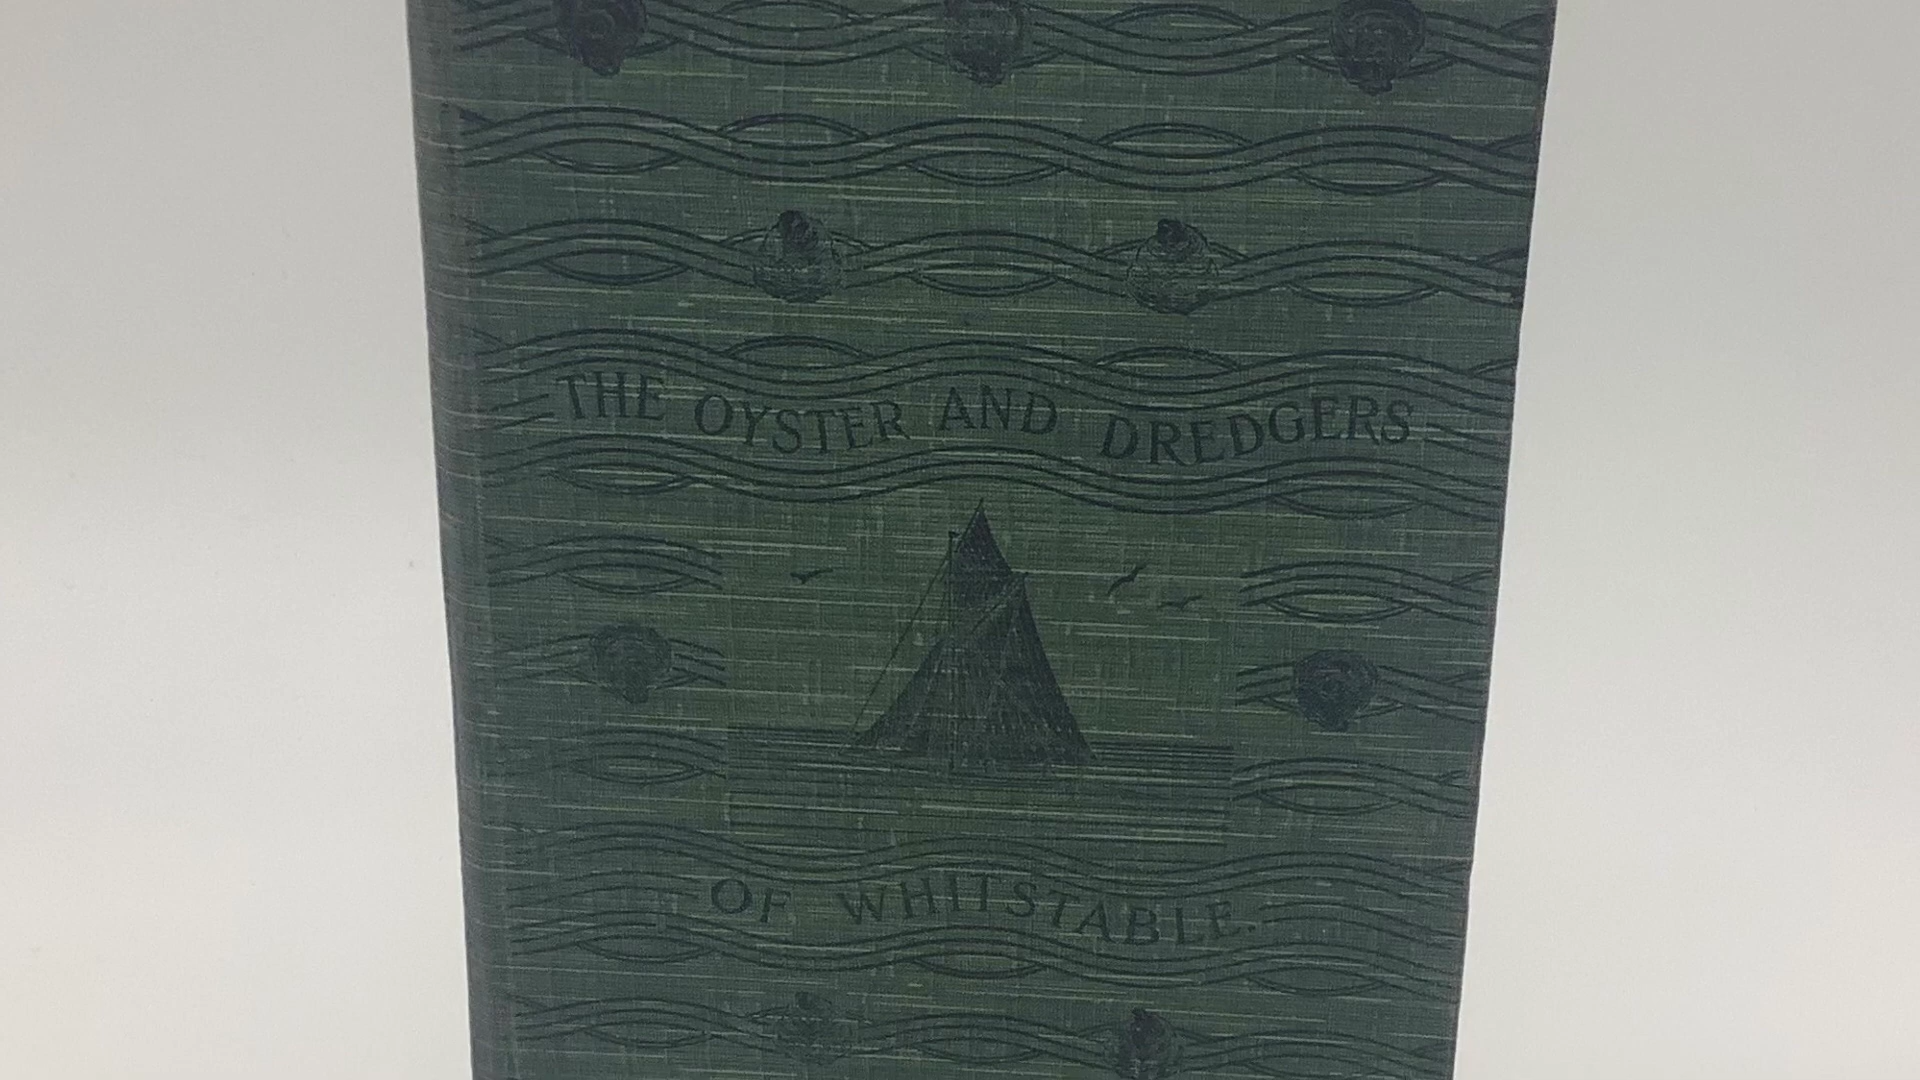 THE OYSTER AND DREDGERS
OF WHITSTABLE.